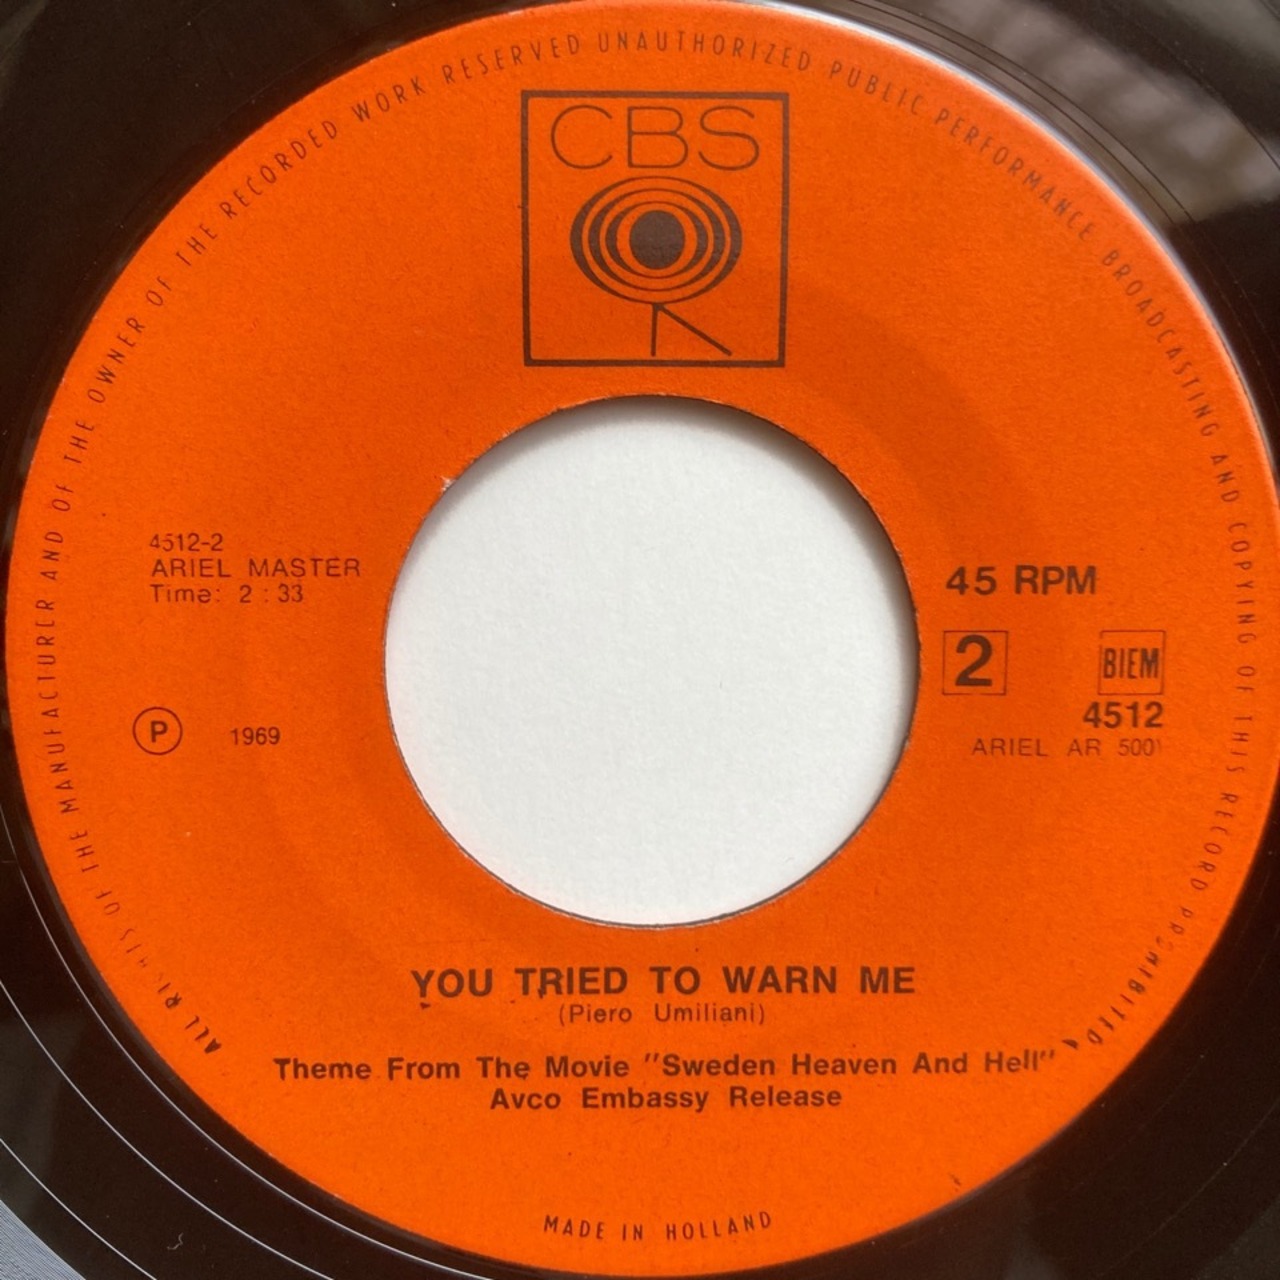 ALL RIGHTS OF THE MANUFACTURER AND OF THE OWNER OF THE RECORDED WORK RESERVED UNAUTHORIZED PUBLIC PERFORMANCE BROADCASTING AND COPYING OF THIS RECORD PROHIBITED
CBS
4512-2
ARIEL MASTER
Time: 2 : 33
P 1969
45 RPM
2 BIEM
4512
ARIEL AR 5001
YOU TRIED TO WARN ME
(Piero Umiliani)
Theme From The Movie "Sweden Heaven And Hell"
Avco Embassy Release
MADE IN HOLLAND